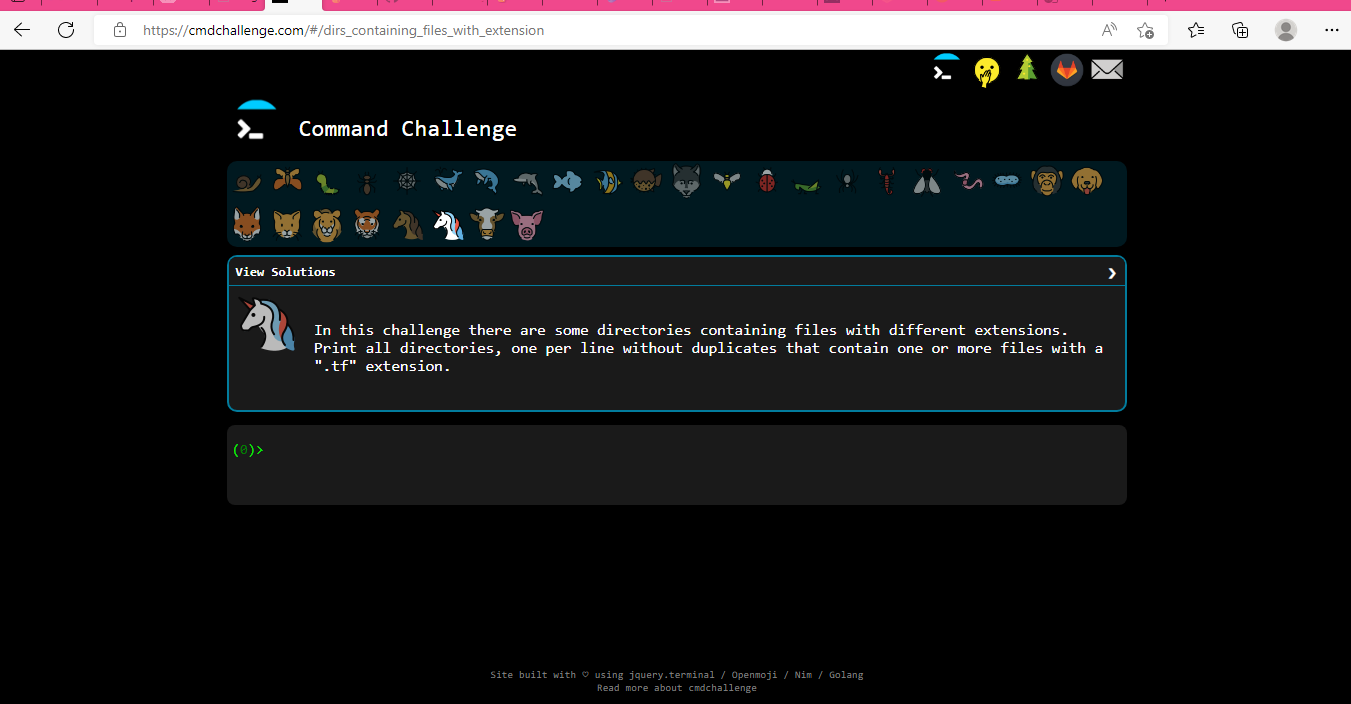 https://cmdchallenge.com/#/dirs_containing_files_with_extension
Command Challenge
View Solutions
In this challenge there are some directories containing files with different extensions.
Print all directories, one per line without duplicates that contain one or more files with a
".tf" extension.
(0)>
Site built with ♡ using jquery.terminal / Openmoji / Nim / Golang
Read more about cmdchallenge